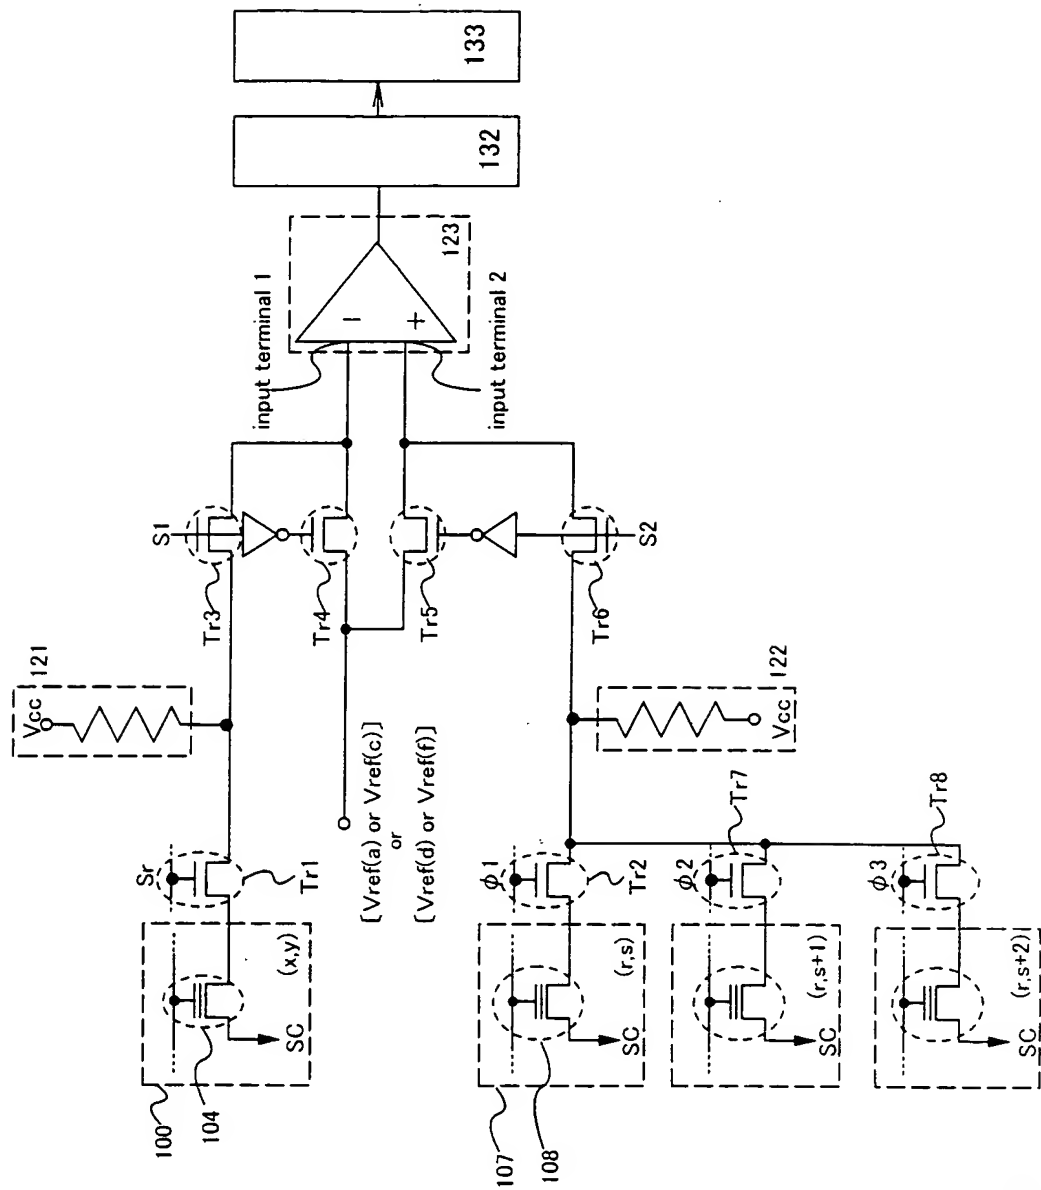 133
132
123
input terminal 1
input terminal 2
−
+
S1
S2
Tr3
Tr4
Tr5
Tr6
121
Vcc
122
Vcc
[Vref(a) or Vref(c)]
or
[Vref(d) or Vref(f)]
Sr
Tr1
ϕ1
Tr2
ϕ2
Tr7
ϕ3
Tr8
(x,y)
SC
100
104
(r,s)
SC
107
108
(r,s+1)
SC
(r,s+2)
SC